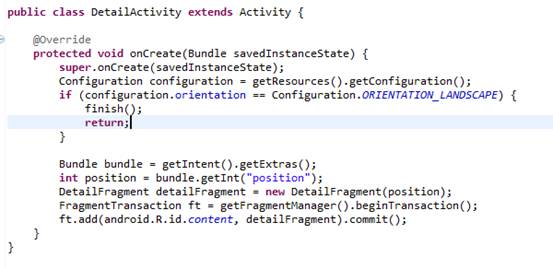 public class DetailActivity extends Activity {
@Override
protected void onCreate(Bundle savedInstanceState) {
super.onCreate(savedInstanceState);
Configuration configuration = getResources().getConfiguration();
if (configuration.orientation == Configuration.ORIENTATION_LANDSCAPE) {
finish();
return;
}
Bundle bundle = getIntent().getExtras();
int position = bundle.getInt("position");
DetailFragment detailFragment = new DetailFragment(position);
FragmentTransaction ft = getFragmentManager().beginTransaction();
ft.add(android.R.id.content, detailFragment).commit();
}
}